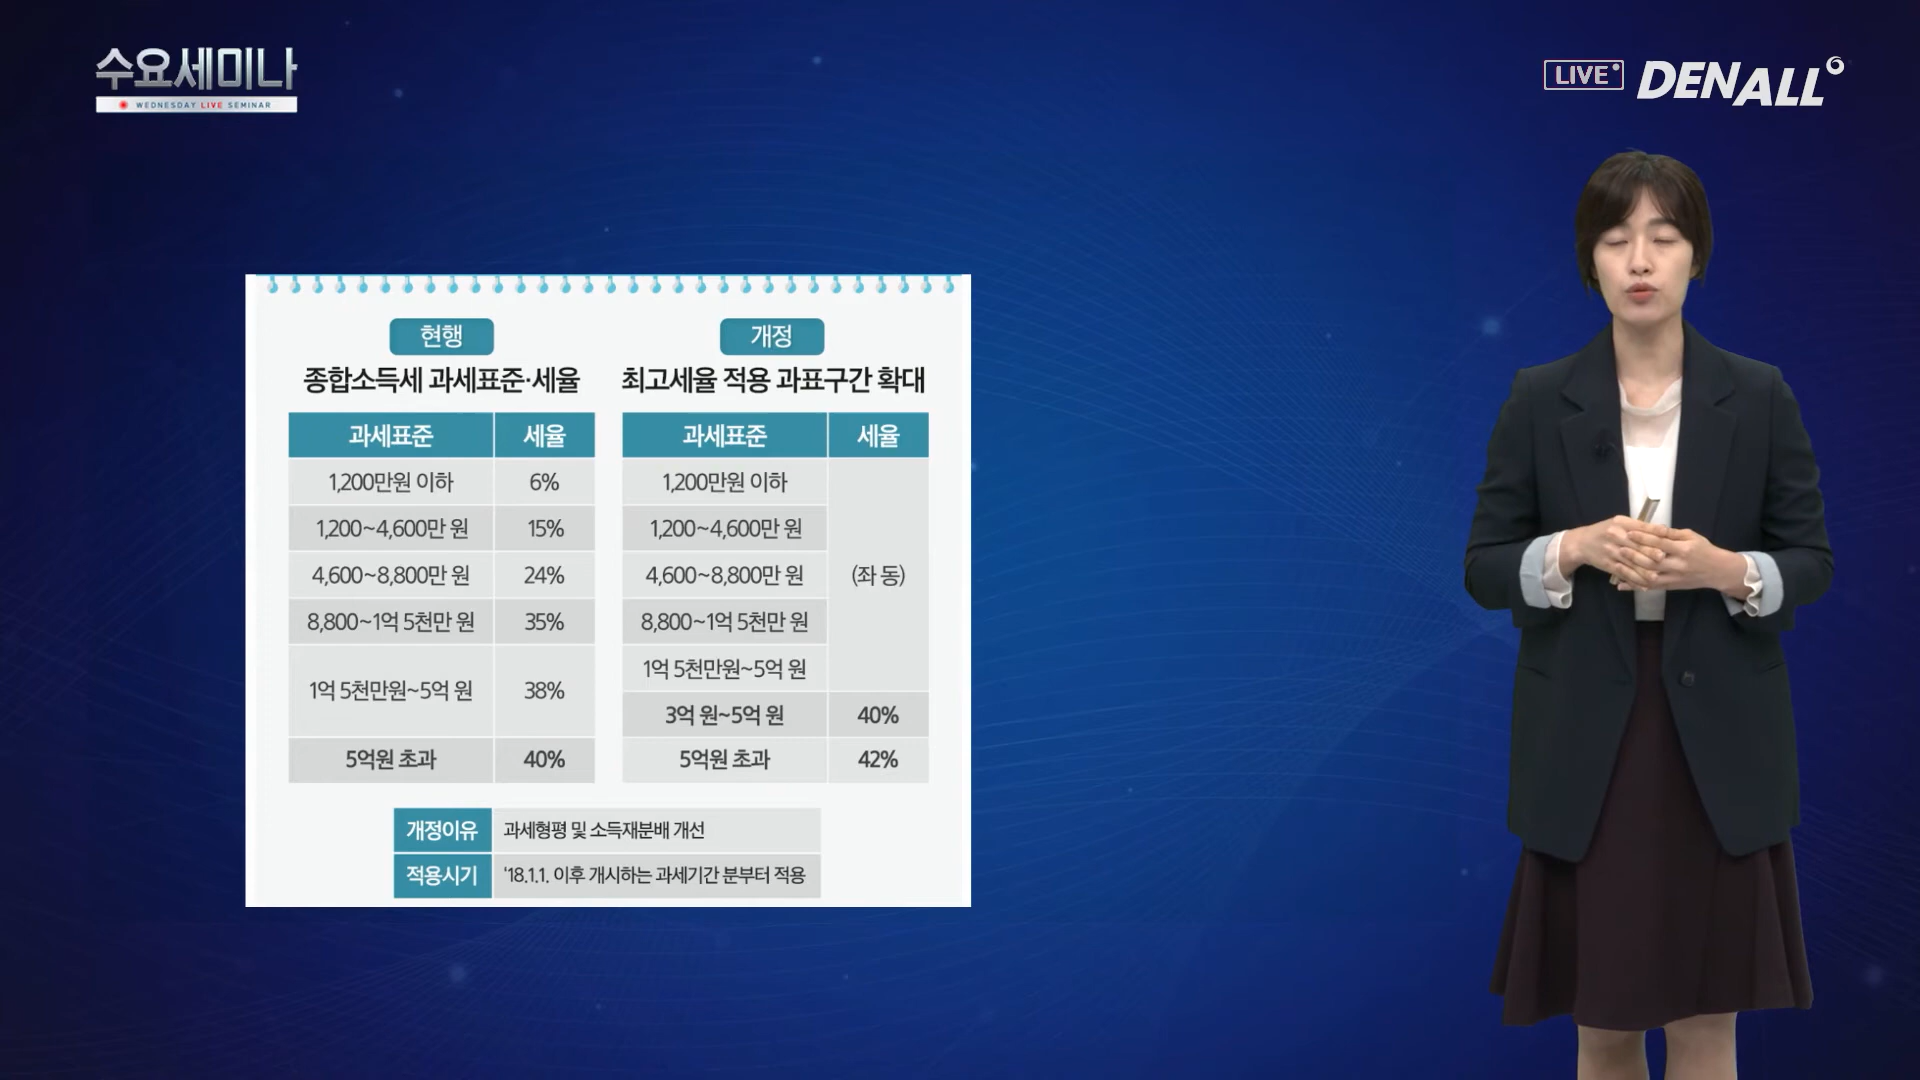 수요세미나
WEDNESDAY LIVE SEMINAR
LIVE DENALL
현행
종합소득세 과세표준·세율
과세표준 세율
1,200만원 이하 6%
1,200~4,600만 원 15%
4,600~8,800만 원 24%
8,800~1억 5천만 원 35%
1억 5천만원~5억 원 38%
5억원 초과 40%
개정
최고세율 적용 과표구간 확대
과세표준 세율
1,200만원 이하
1,200~4,600만 원
4,600~8,800만 원 (좌 동)
8,800~1억 5천만 원
1억 5천만원~5억 원
3억 원~5억 원 40%
5억원 초과 42%
개정이유 과세형평 및 소득재분배 개선
적용시기 '18.1.1. 이후 개시하는 과세기간 분부터 적용